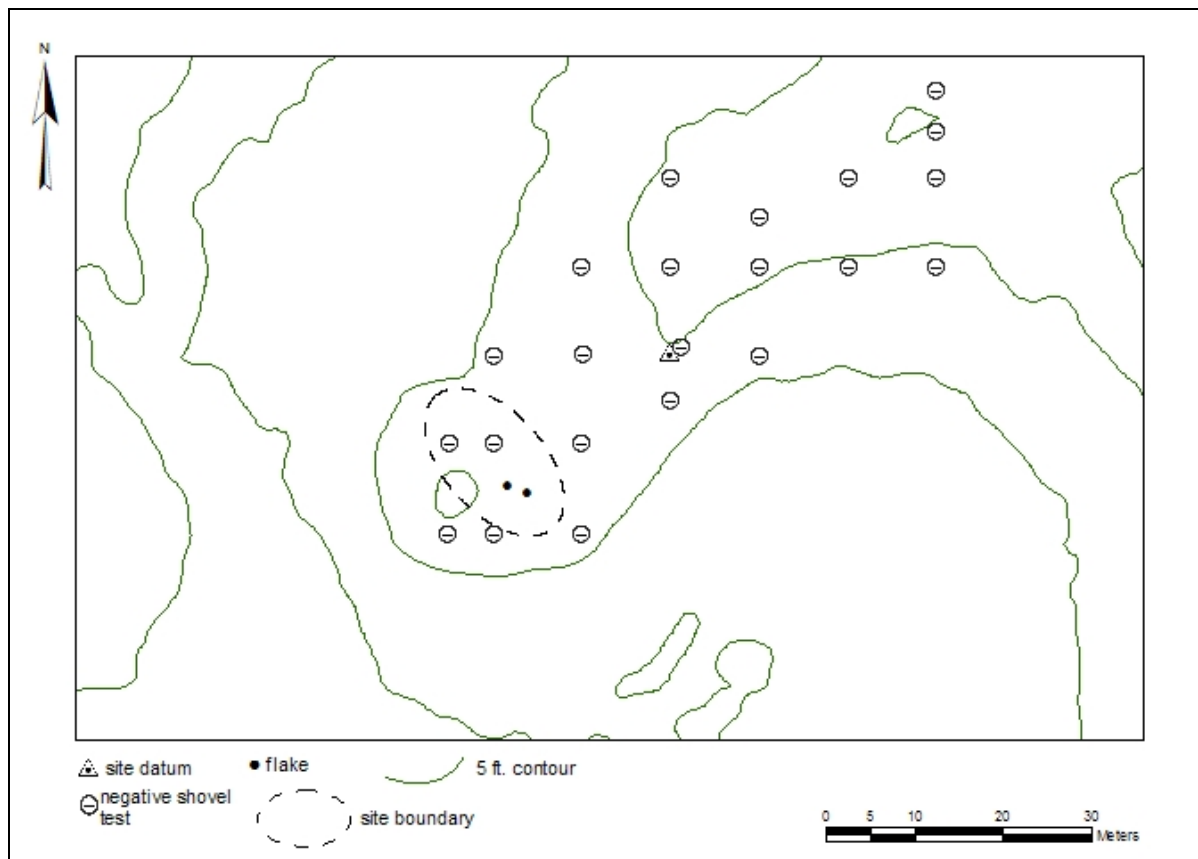 N
site datum
flake
5 ft. contour
negative shovel
test
site boundary
0 5 10 20 30
Meters